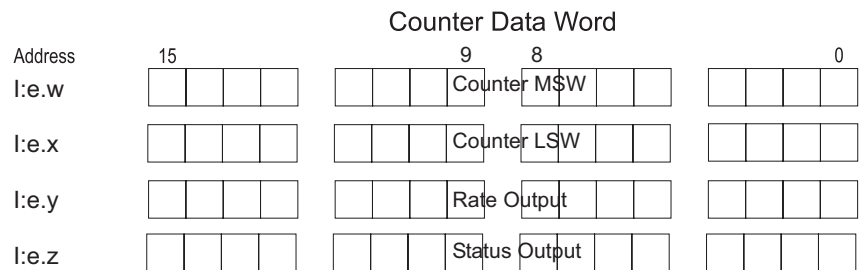 Counter Data Word
Address 15 9 8 0
I:e.w Counter MSW
I:e.x Counter LSW
I:e.y Rate Output
I:e.z Status Output